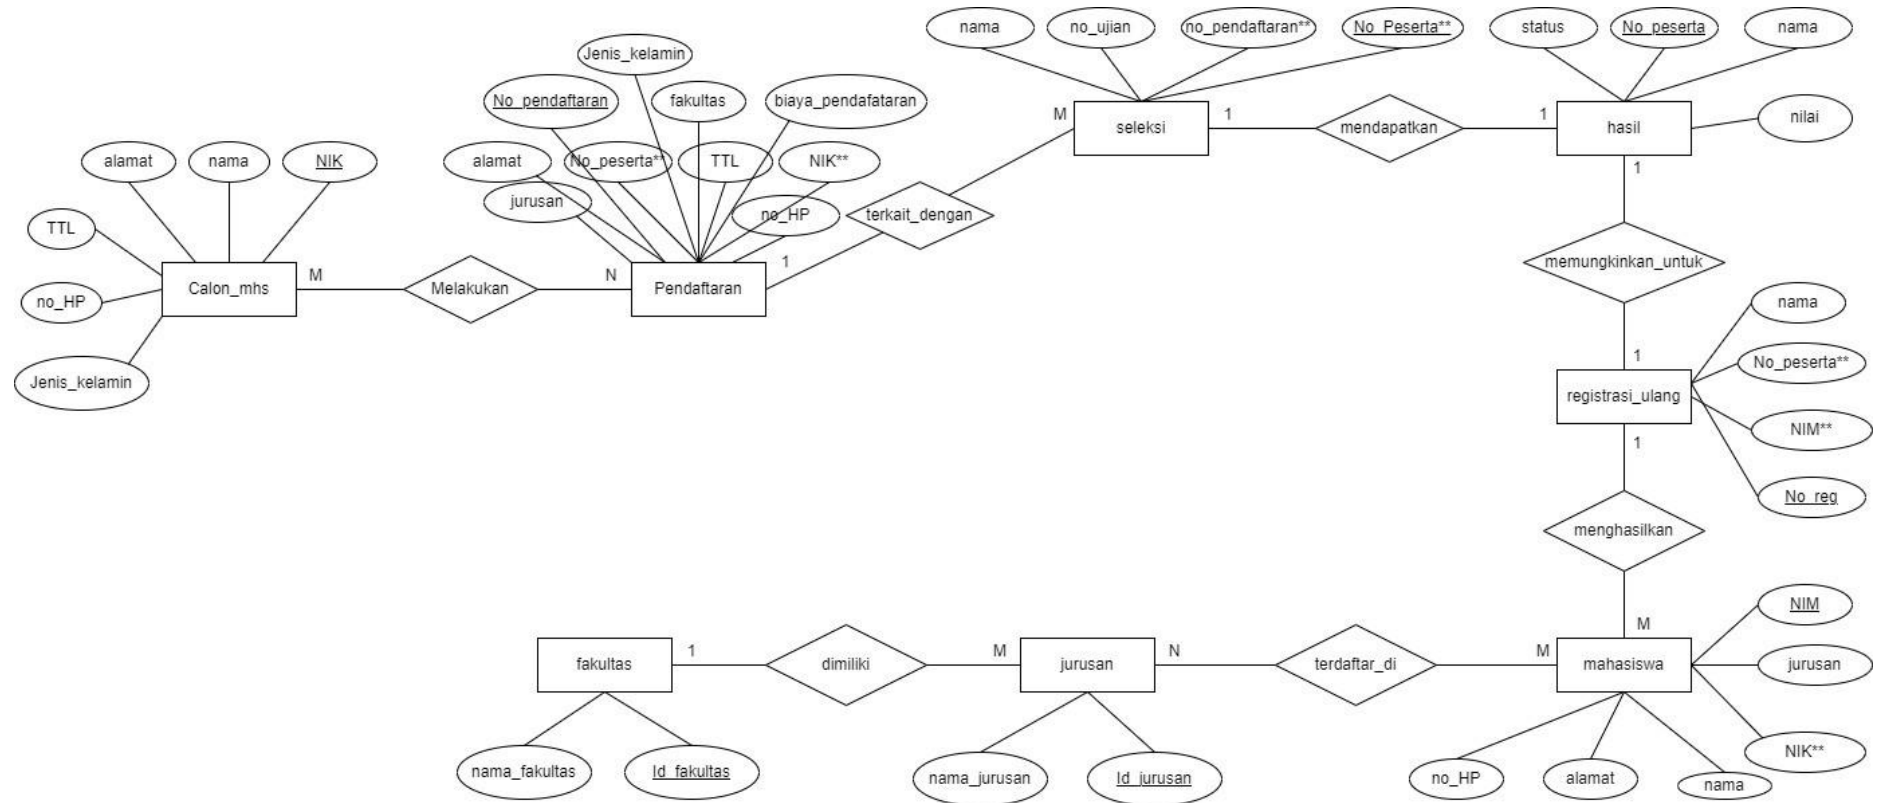 nama
no_ujian
no_pendaftaran**
No_Peserta**
status
No_peserta
nama
Jenis_kelamin
No_pendaftaran
fakultas
biaya_pendafataran
M
seleksi
1
mendapatkan
1
hasil
nilai
alamat
nama
NIK
alamat
No_peserta**
TTL
NIK**
1
jurusan
no_HP
terkait_dengan
TTL
M
Melakukan
N
1
memungkinkan_untuk
Calon_mhs
Pendaftaran
no_HP
nama
1
No_peserta**
Jenis_kelamin
registrasi_ulang
NIM**
1
No_reg
menghasilkan
NIM
M
fakultas
1
dimiliki
M
jurusan
N
terdaftar_di
M
mahasiswa
jurusan
NIK**
nama_fakultas
Id_fakultas
nama_jurusan
Id_jurusan
no_HP
alamat
nama